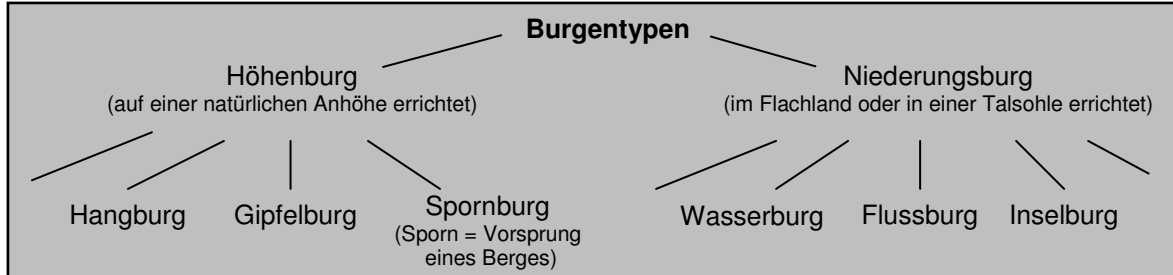 Burgentypen
Höhenburg
(auf einer natürlichen Anhöhe errichtet)
Niederungsburg
(im Flachland oder in einer Talsohle errichtet)
Hangburg
Gipfelburg
Spornburg
(Sporn = Vorsprung
eines Berges)
Wasserburg
Flussburg
Inselburg